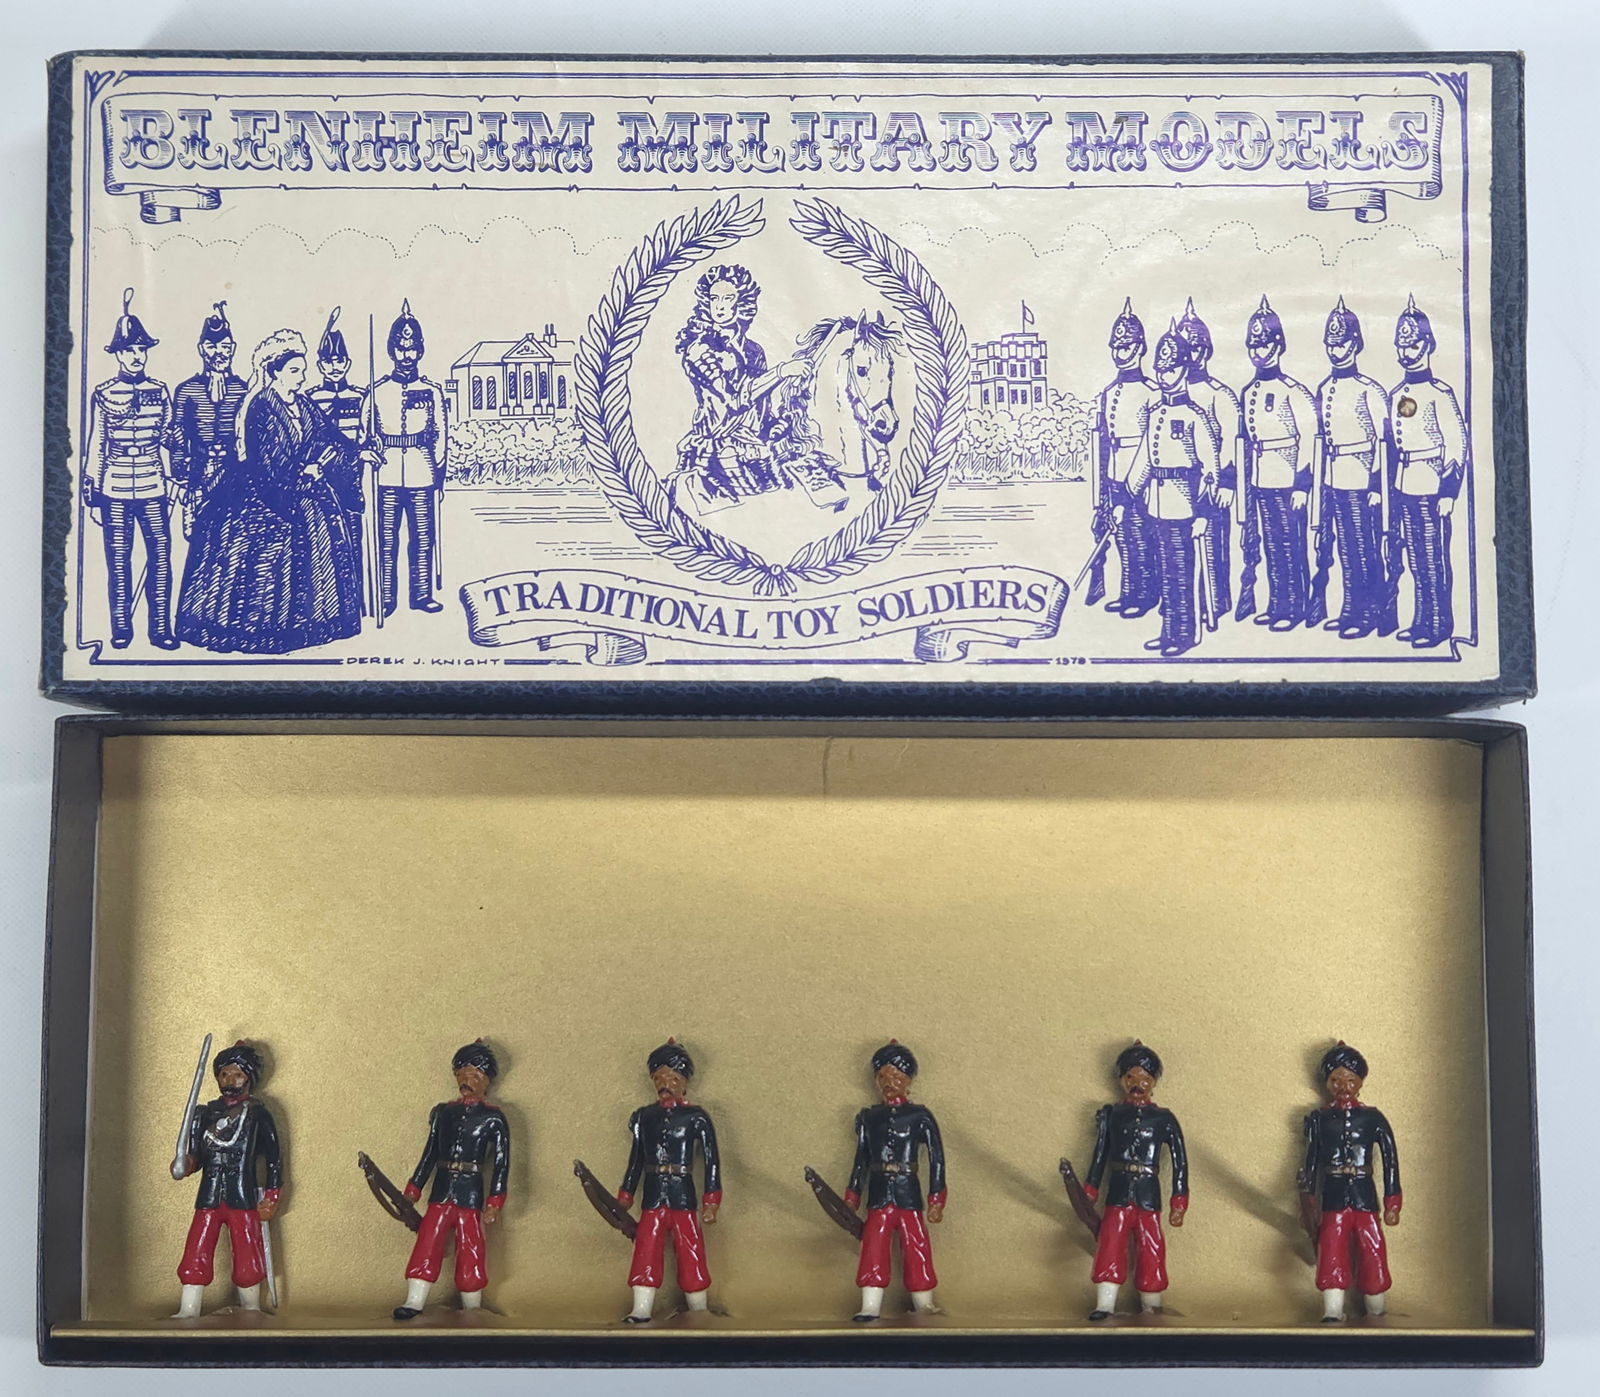 BLENHEIM MILITARY MODELS
TRADITIONAL TOY SOLDIERS
DEREK J. KNIGHT
1978